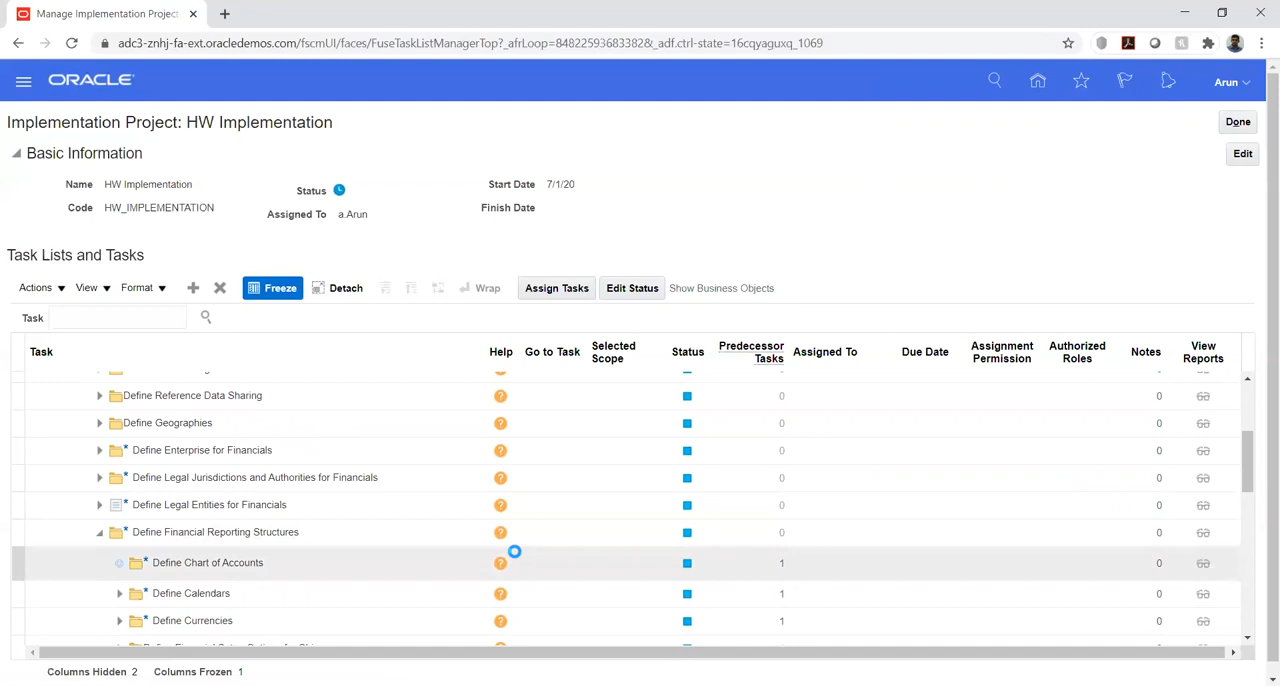 Manage Implementation Project:
adc3-znhj-fa-ext.oracledemos.com/fscmUI/faces/FuseTaskListManagerTop?_afrLoop=8482259368333828&_adf.ctrl-state=16cqyaguxq_1069
ORACLE
Arun
Implementation Project: HW Implementation
Done
Basic Information
Edit
Name HW Implementation
Status
Start Date 7/1/20
Code HW_IMPLEMENTATION
Finish Date
Assigned To a.Arun
Task Lists and Tasks
Actions View Format Freeze Detach Wrap Assign Tasks Edit Status Show Business Objects
Task
Task Help Go to Task Selected Scope Status Predecessor Tasks Assigned To Due Date Assignment Permission Authorized Roles Notes View Reports
Define Reference Data Sharing ? 0 0
Define Geographies ? 0 0
* Define Enterprise for Financials ? 0 0
* Define Legal Jurisdictions and Authorities for Financials ? 0 0
* Define Legal Entities for Financials ? 0 0
* Define Financial Reporting Structures ? 0 0
* Define Chart of Accounts ? 1 0
* Define Calendars ? 1 0
* Define Currencies ? 1 0
Columns Hidden 2 Columns Frozen 1